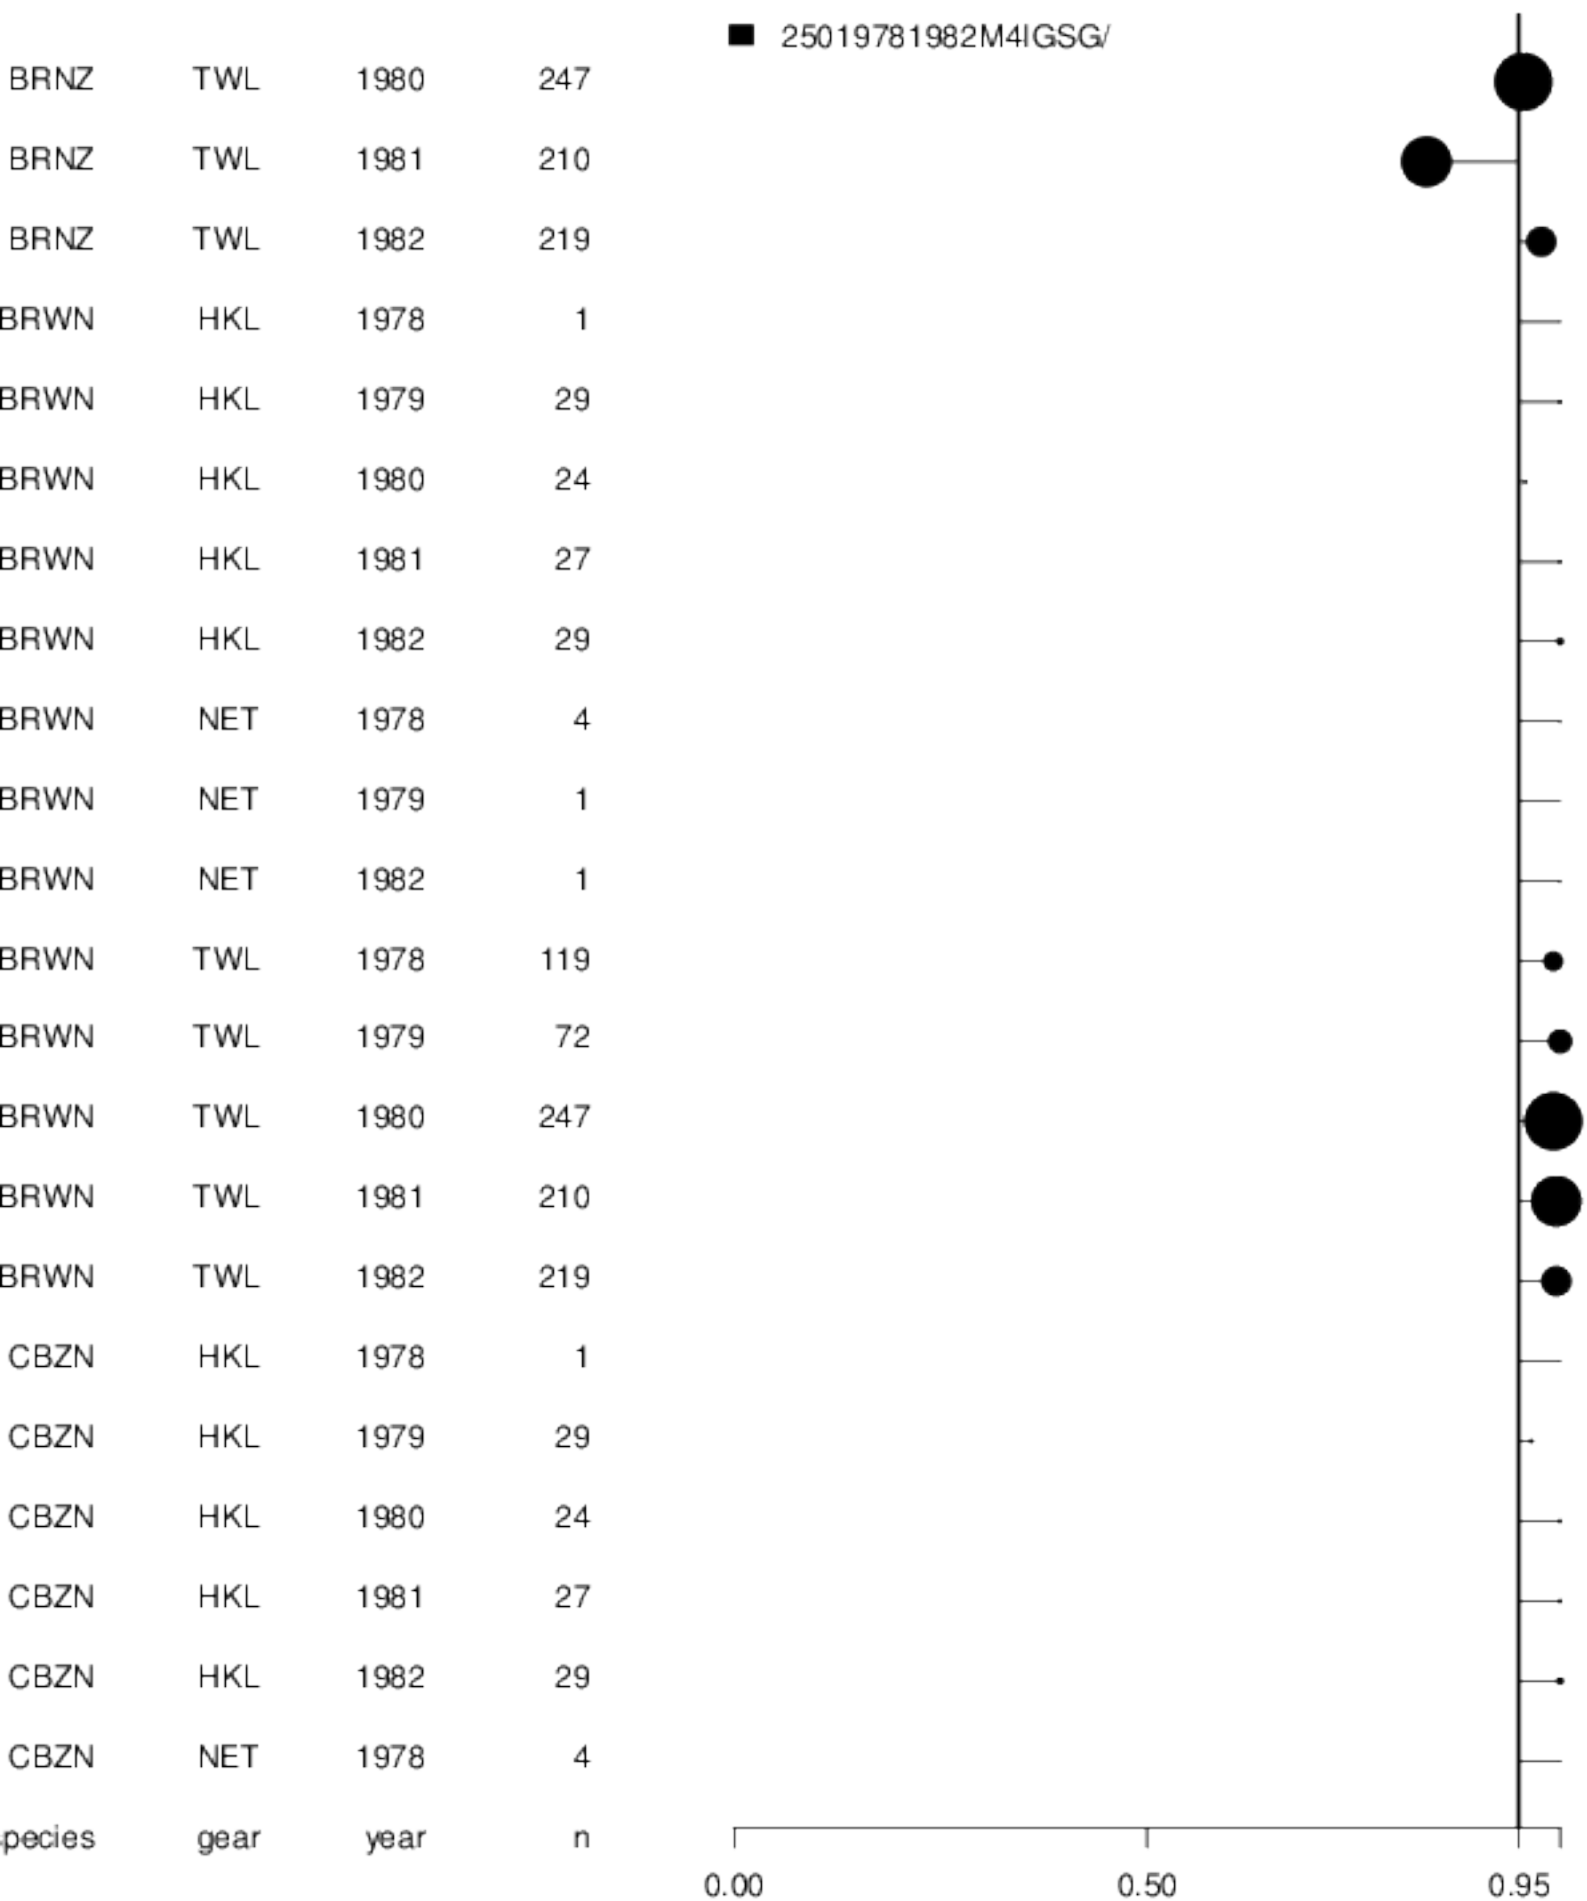 25019781982M4IGSG/
BRNZ TWL 1980 247
BRNZ TWL 1981 210
BRNZ TWL 1982 219
BRWN HKL 1978 1
BRWN HKL 1979 29
BRWN HKL 1980 24
BRWN HKL 1981 27
BRWN HKL 1982 29
BRWN NET 1978 4
BRWN NET 1979 1
BRWN NET 1982 1
BRWN TWL 1978 119
BRWN TWL 1979 72
BRWN TWL 1980 247
BRWN TWL 1981 210
BRWN TWL 1982 219
CBZN HKL 1978 1
CBZN HKL 1979 29
CBZN HKL 1980 24
CBZN HKL 1981 27
CBZN HKL 1982 29
CBZN NET 1978 4
pecies gear year n
0.00 0.50 0.95